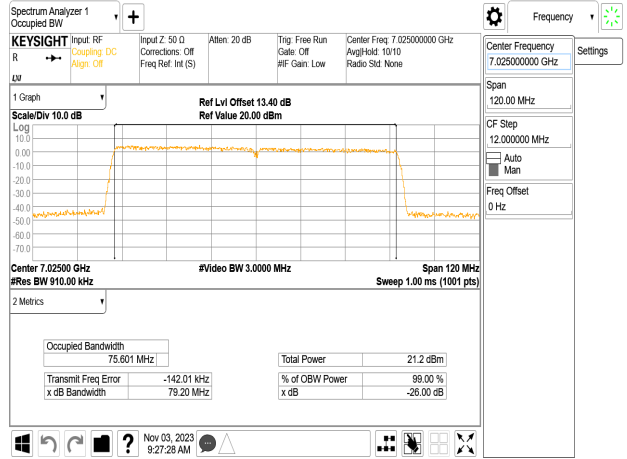 Spectrum Analyzer 1
Occupied BW
Frequency
KEYSIGHT
R
LXI
Input: RF
Coupling: DC
Align: Off
Input Z: 50 Ω
Corrections: Off
Freq Ref: Int (S)
Atten: 20 dB
Trig: Free Run
Gate: Off
#IF Gain: Low
Center Freq: 7.025000000 GHz
Avg|Hold: 10/10
Radio Std: None
Center Frequency
7.025000000 GHz
Settings
Span
120.00 MHz
CF Step
12.000000 MHz
Auto
Man
Freq Offset
0 Hz
1 Graph
Scale/Div 10.0 dB
Ref Lvl Offset 13.40 dB
Ref Value 20.00 dBm
Log
10.0
0.00
-10.0
-20.0
-30.0
-40.0
-50.0
-60.0
-70.0
Center 7.02500 GHz
#Video BW 3.0000 MHz
Span 120 MHz
#Res BW 910.00 kHz
Sweep 1.00 ms (1001 pts)
2 Metrics
Occupied Bandwidth
75.601 MHz
Total Power 21.2 dBm
Transmit Freq Error -142.01 kHz
% of OBW Power 99.00 %
x dB Bandwidth 79.20 MHz
x dB -26.00 dB
?
Nov 03, 2023
9:27:28 AM